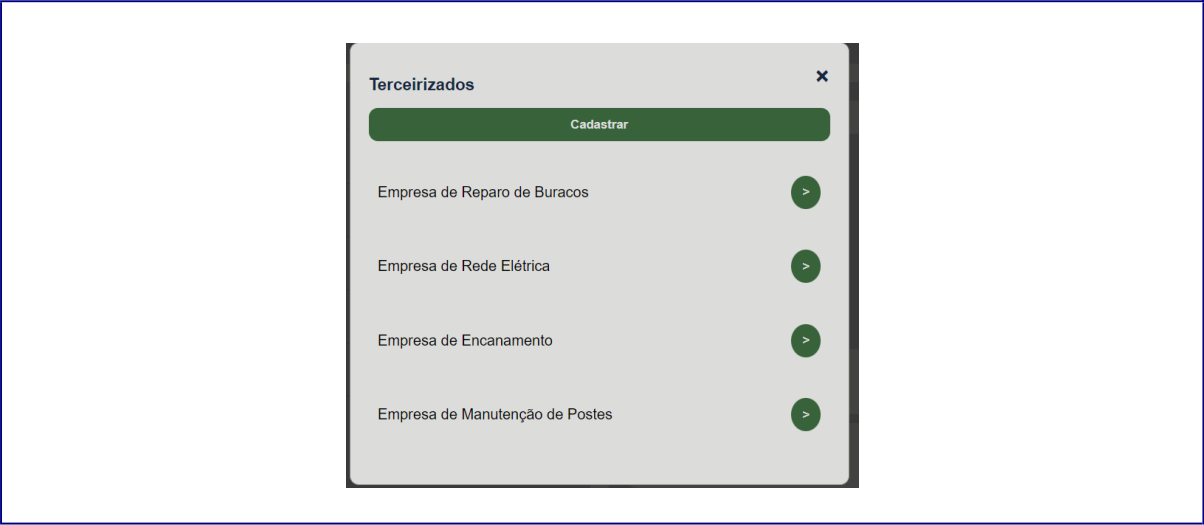 Terceirizados
Cadastrar
Empresa de Reparo de Buracos
>
Empresa de Rede Elétrica
>
Empresa de Encanamento
>
Empresa de Manutenção de Postes
>